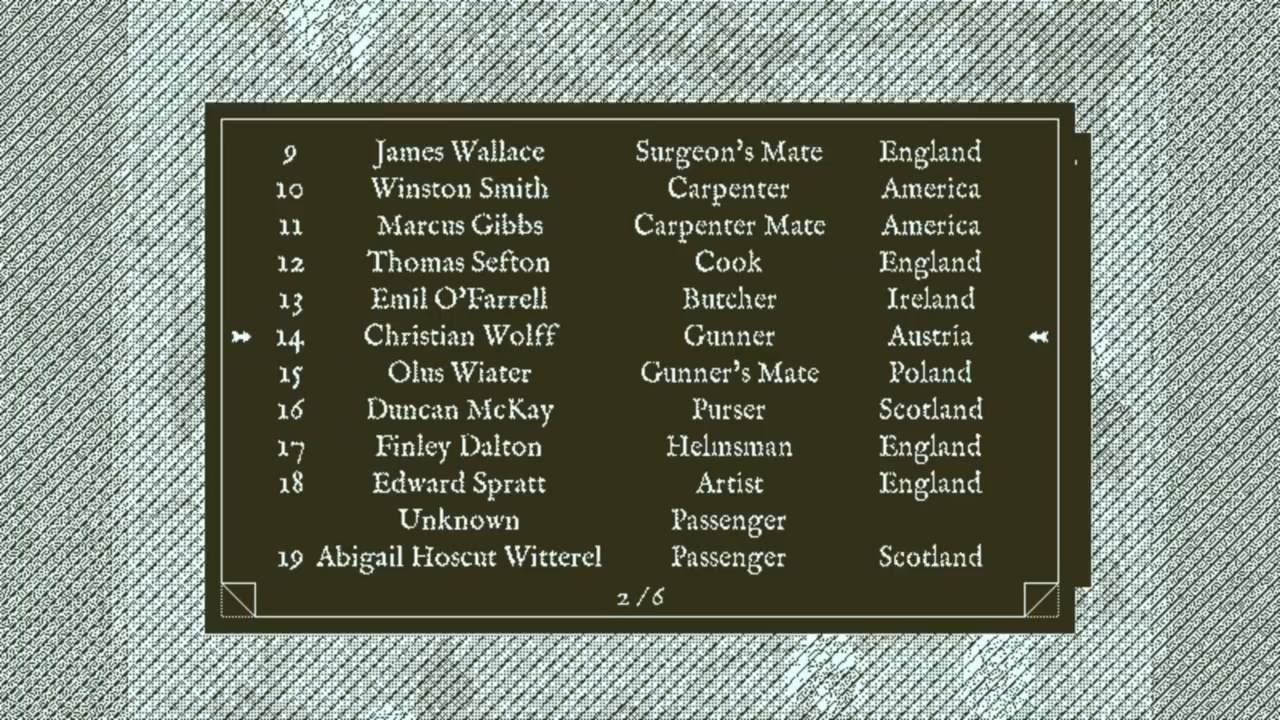 9 James Wallace Surgeon's Mate England
10 Winston Smith Carpenter America
11 Marcus Gibbs Carpenter Mate America
12 Thomas Sefton Cook England
13 Emil O'Farrell Butcher Ireland
14 Christian Wolff Gunner Austria
15 Olus Wiater Gunner's Mate Poland
16 Duncan McKay Purser Scotland
17 Finley Dalton Helmsman England
18 Edward Spratt Artist England
Unknown Passenger
19 Abigail Hoscut Witterel Passenger Scotland
2/6